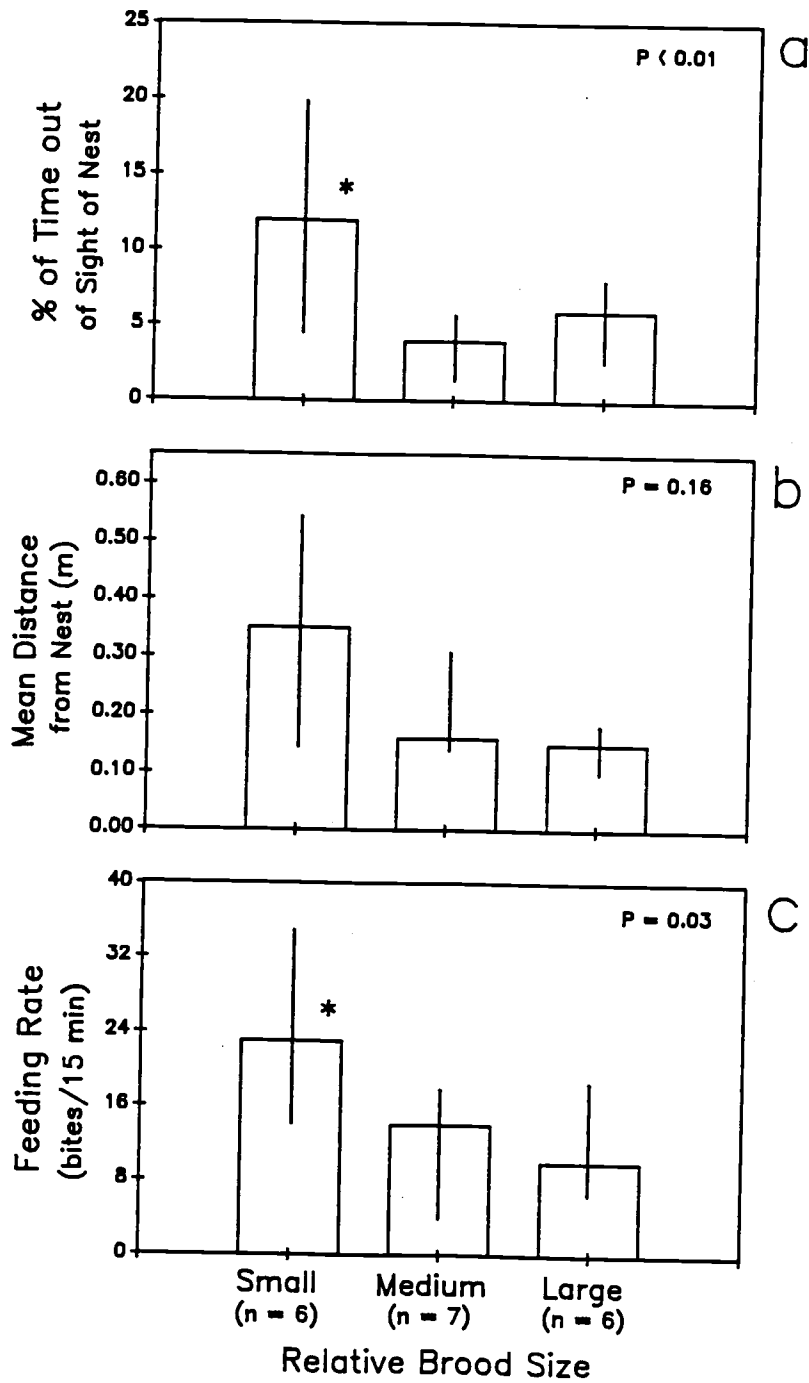 25
20
15
10
5
0
% of Time out
of Sight of Nest
P < 0.01
*
a
0.60
0.50
0.40
0.30
0.20
0.10
0.00
Mean Distance
from Nest (m)
P = 0.16
b
40
32
24
16
8
0
Feeding Rate
(bites/15 min)
P = 0.03
*
c
Small Medium Large
(n = 6) (n = 7) (n = 6)
Relative Brood Size